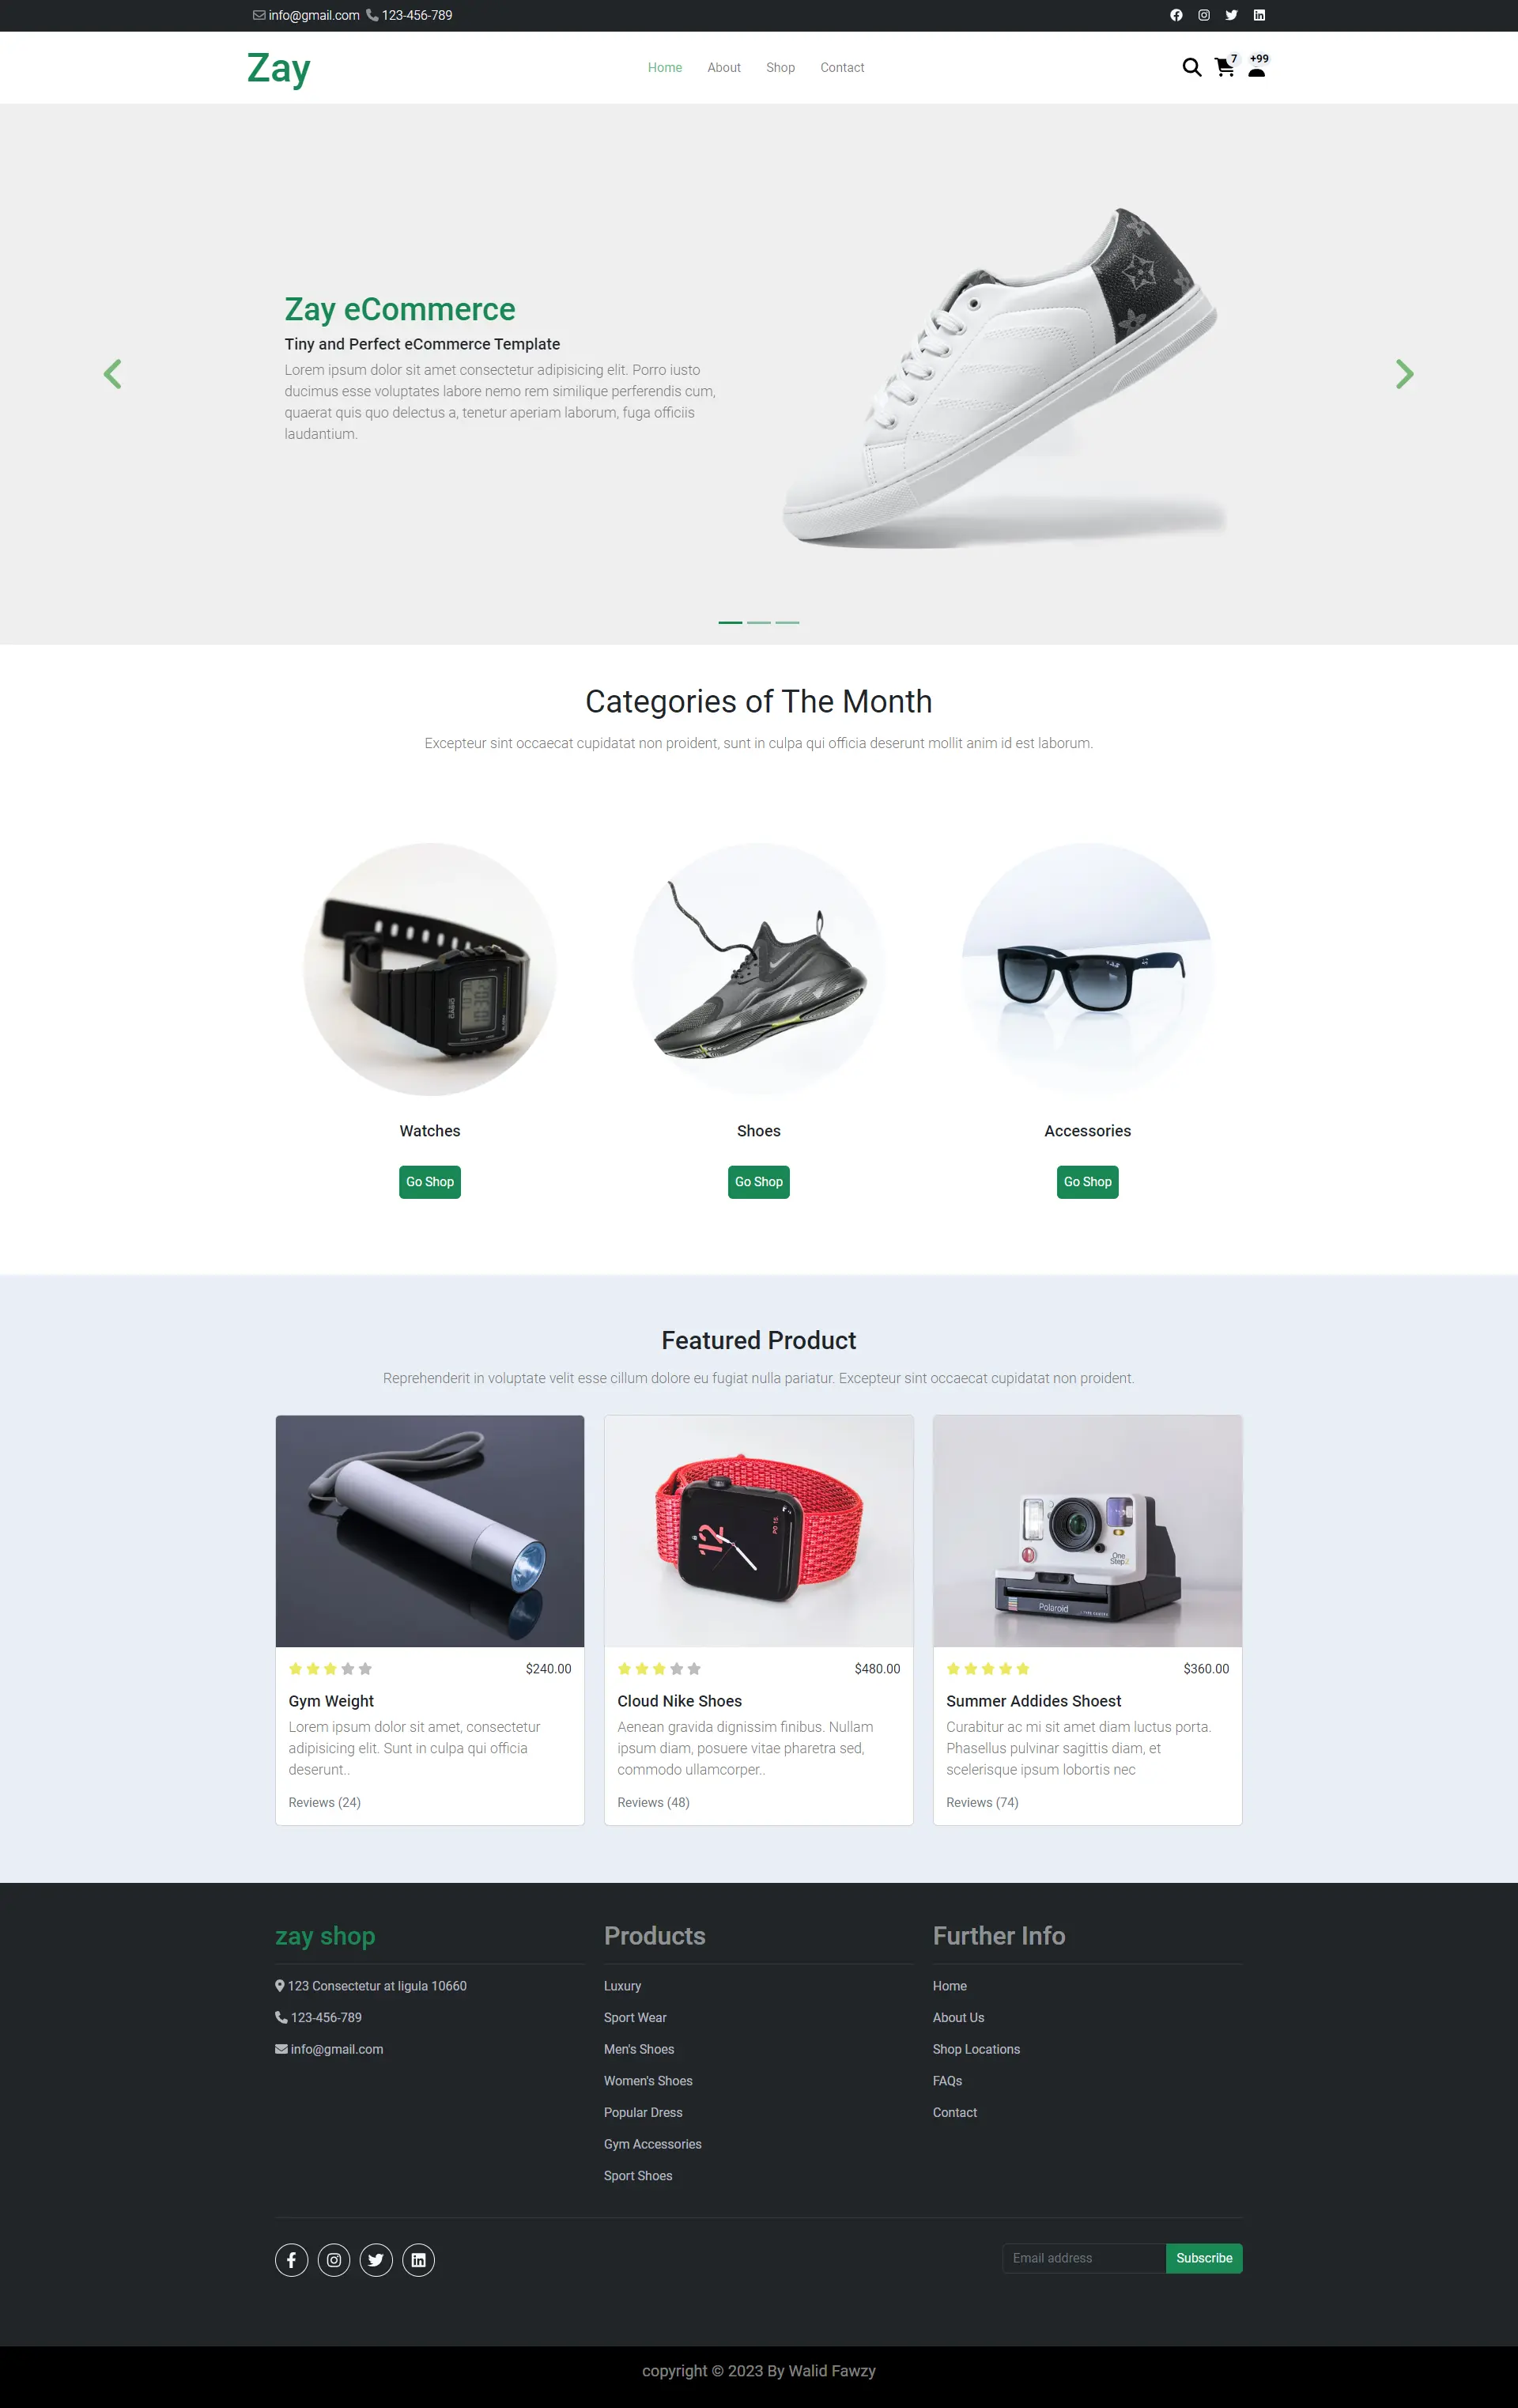 info@gmail.com 123-456-789
Zay
Home About Shop Contact
7 +99
Zay eCommerce
Tiny and Perfect eCommerce Template
Lorem ipsum dolor sit amet consectetur adipisicing elit. Porro iusto
ducimus esse voluptates labore nemo rem similique perferendis cum,
quaerat quis quo delectus a, tenetur aperiam laborum, fuga officiis
laudantium.
Categories of The Month
Excepteur sint occaecat cupidatat non proident, sunt in culpa qui officia deserunt mollit anim id est laborum.
Watches
Go Shop
Shoes
Go Shop
Accessories
Go Shop
Featured Product
Reprehenderit in voluptate velit esse cillum dolore eu fugiat nulla pariatur. Excepteur sint occaecat cupidatat non proident.
$240.00
Gym Weight
Lorem ipsum dolor sit amet, consectetur
adipisicing elit. Sunt in culpa qui officia
deserunt..
Reviews (24)
12
$480.00
Cloud Nike Shoes
Aenean gravida dignissim finibus. Nullam
ipsum diam, posuere vitae pharetra sed,
commodo ullamcorper..
Reviews (48)
One
Step
Polaroid
$360.00
Summer Addides Shoest
Curabitur ac mi sit amet diam luctus porta.
Phasellus pulvinar sagittis diam, et
scelerisque ipsum lobortis nec
Reviews (74)
zay shop
123 Consectetur at ligula 10660
123-456-789
info@gmail.com
Products
Luxury
Sport Wear
Men's Shoes
Women's Shoes
Popular Dress
Gym Accessories
Sport Shoes
Further Info
Home
About Us
Shop Locations
FAQs
Contact
Email address Subscribe
copyright © 2023 By Walid Fawzy